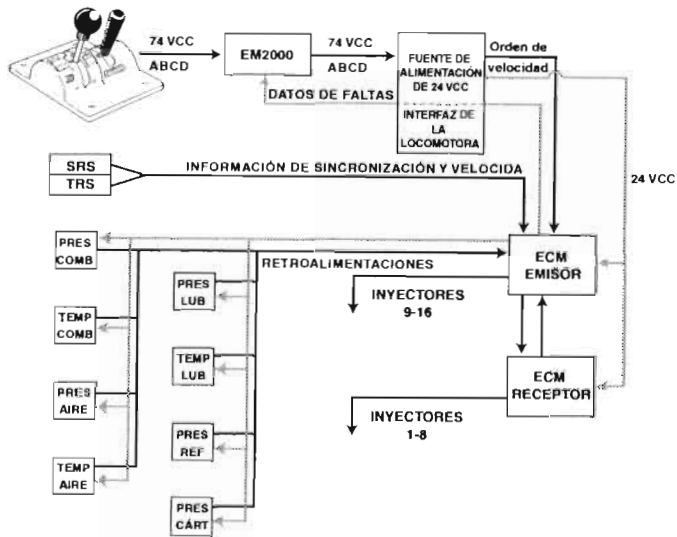 74 VCC
ABCD
EM2000
74 VCC
ABCD
FUENTE DE
ALIMENTACIÓN
DE 24 VCC
INTERFAZ DE
LA
LOCOMOTORA
Orden de
velocidad
DATOS DE FALTAS
SRS
TRS
INFORMACIÓN DE SINCRONIZACIÓN Y VELOCIDA
24 VCC
PRES
COMB
RETROALIMENTACIONES
ECM
EMISOR
PRES
LUB
INYECTORES
9-16
TEMP
COMB
TEMP
LUB
ECM
RECEPTOR
PRES
AIRE
INYECTORES
1-8
PRES
REF
TEMP
AIRE
PRES
CÁRT